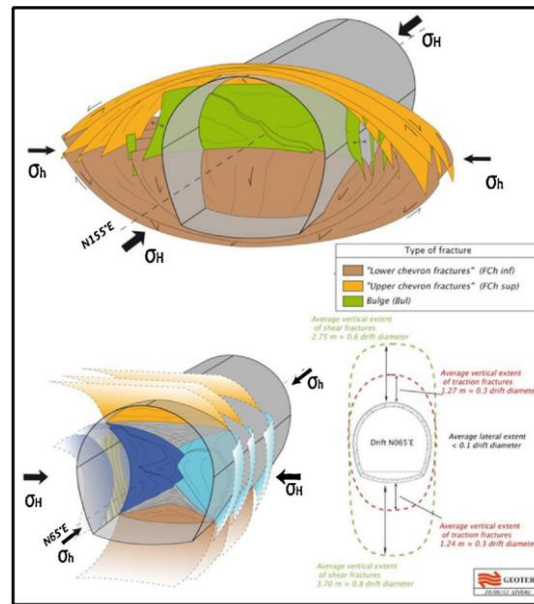 σH
σh
σh
N155°E
σH
Type of fracture
"Lower chevron fractures" (FCh inf)
"Upper chevron fractures" (FCh sup)
Bulge (Bul)
Average vertical extent
of shear fractures
2.75 m = 0.6 drift diameter
Average vertical extent
of traction fractures
1.27 m = 0.3 drift diameter
Drift N065°E
Average lateral extent
< 0.1 drift diameter
Average vertical extent
of traction fractures
1.24 m = 0.3 drift diameter
Average vertical extent
of shear fractures
3.70 m = 0.8 drift diameter
σh
σH
σH
N65°E
σh
GEOTER
20/06/12 LEVEAU